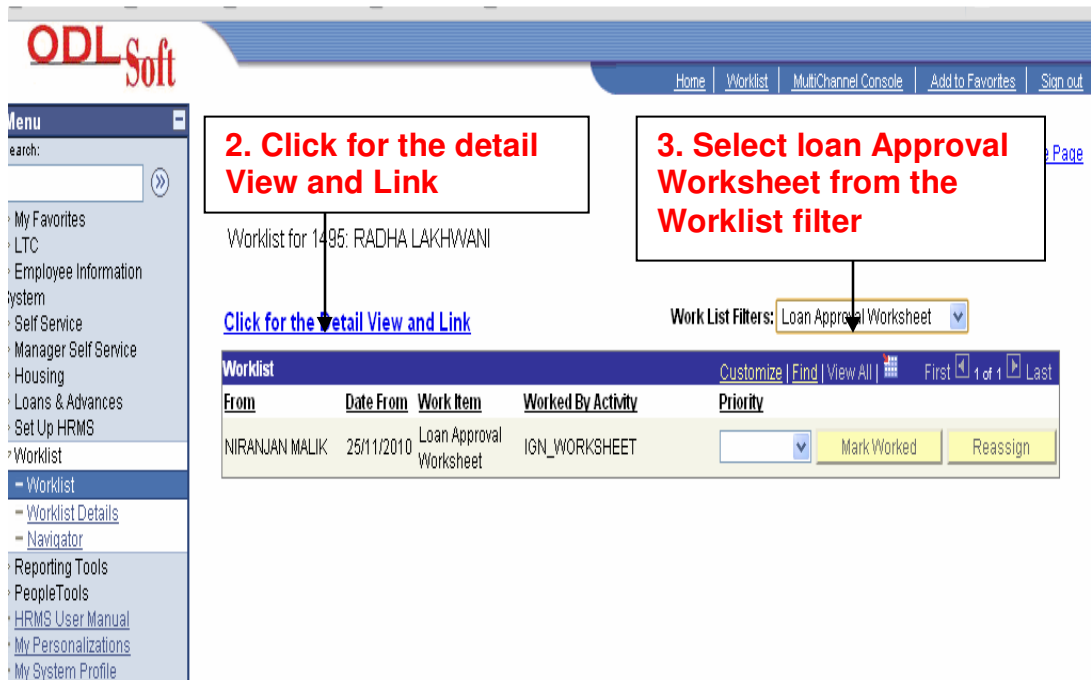 ODLSoft
Home | Worklist | MultiChannel Console | Add to Favorites | Sign out
Menu
earch:
2. Click for the detail
View and Link
3. Select loan Approval
Worksheet from the
Worklist filter
e Page
My Favorites
LTC
Employee Information
System
Self Service
Manager Self Service
Housing
Loans & Advances
Set Up HRMS
Worklist
– Worklist
– Worklist Details
– Navigator
Reporting Tools
PeopleTools
HRMS User Manual
My Personalizations
My System Profile
Worklist for 1495: RADHA LAKHWANI
Click for the Detail View and Link
Work List Filters: Loan Approval Worksheet
Worklist Customize | Find | View All | First 1 of 1 Last
From Date From Work Item Worked By Activity Priority
NIRANJAN MALIK 25/11/2010 Loan Approval Worksheet IGN_WORKSHEET Mark Worked Reassign